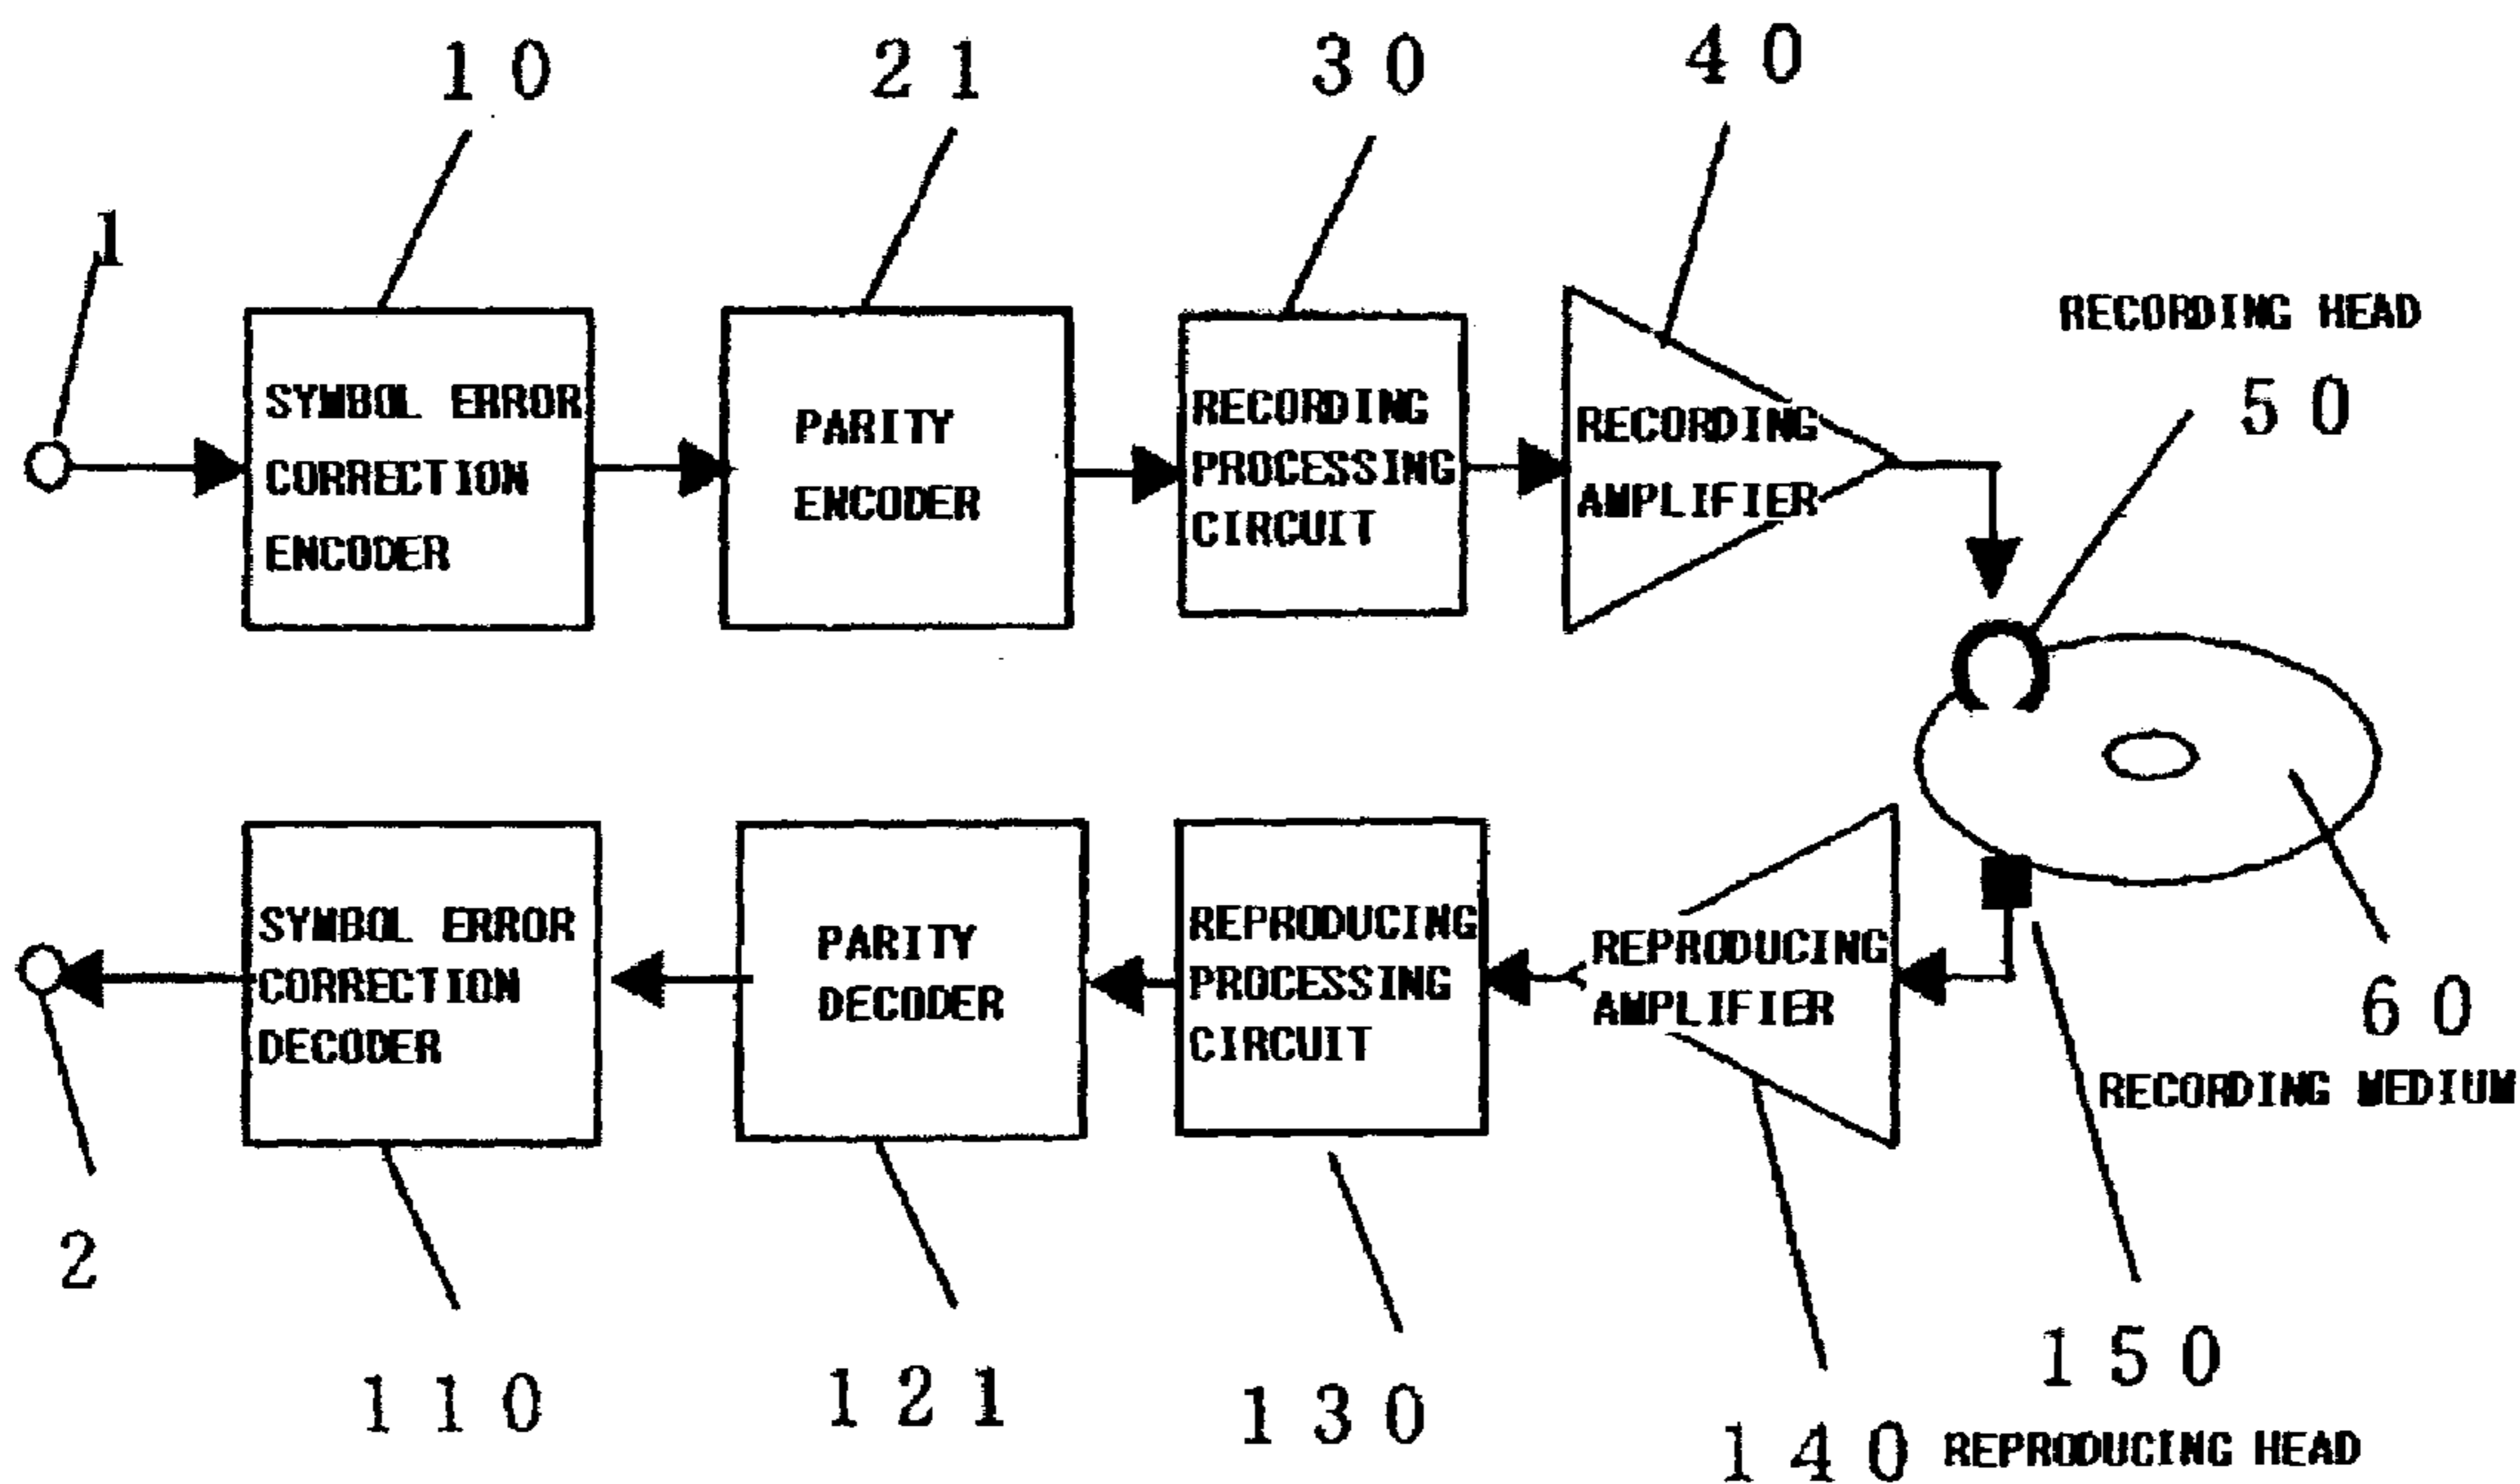 10
21
30
40
1
RECORDING HEAD
50
SYMBOL ERROR
CORRECTION
ENCODER
PARITY
ENCODER
RECORDING
PROCESSING
CIRCUIT
RECORDING
AMPLIFIER
SYMBOL ERROR
CORRECTION
DECODER
PARITY
DECODER
REPRODUCING
PROCESSING
CIRCUIT
REPRODUCING
AMPLIFIER
60
RECORDING MEDIUM
2
110
121
130
140
150
REPRODUCING HEAD